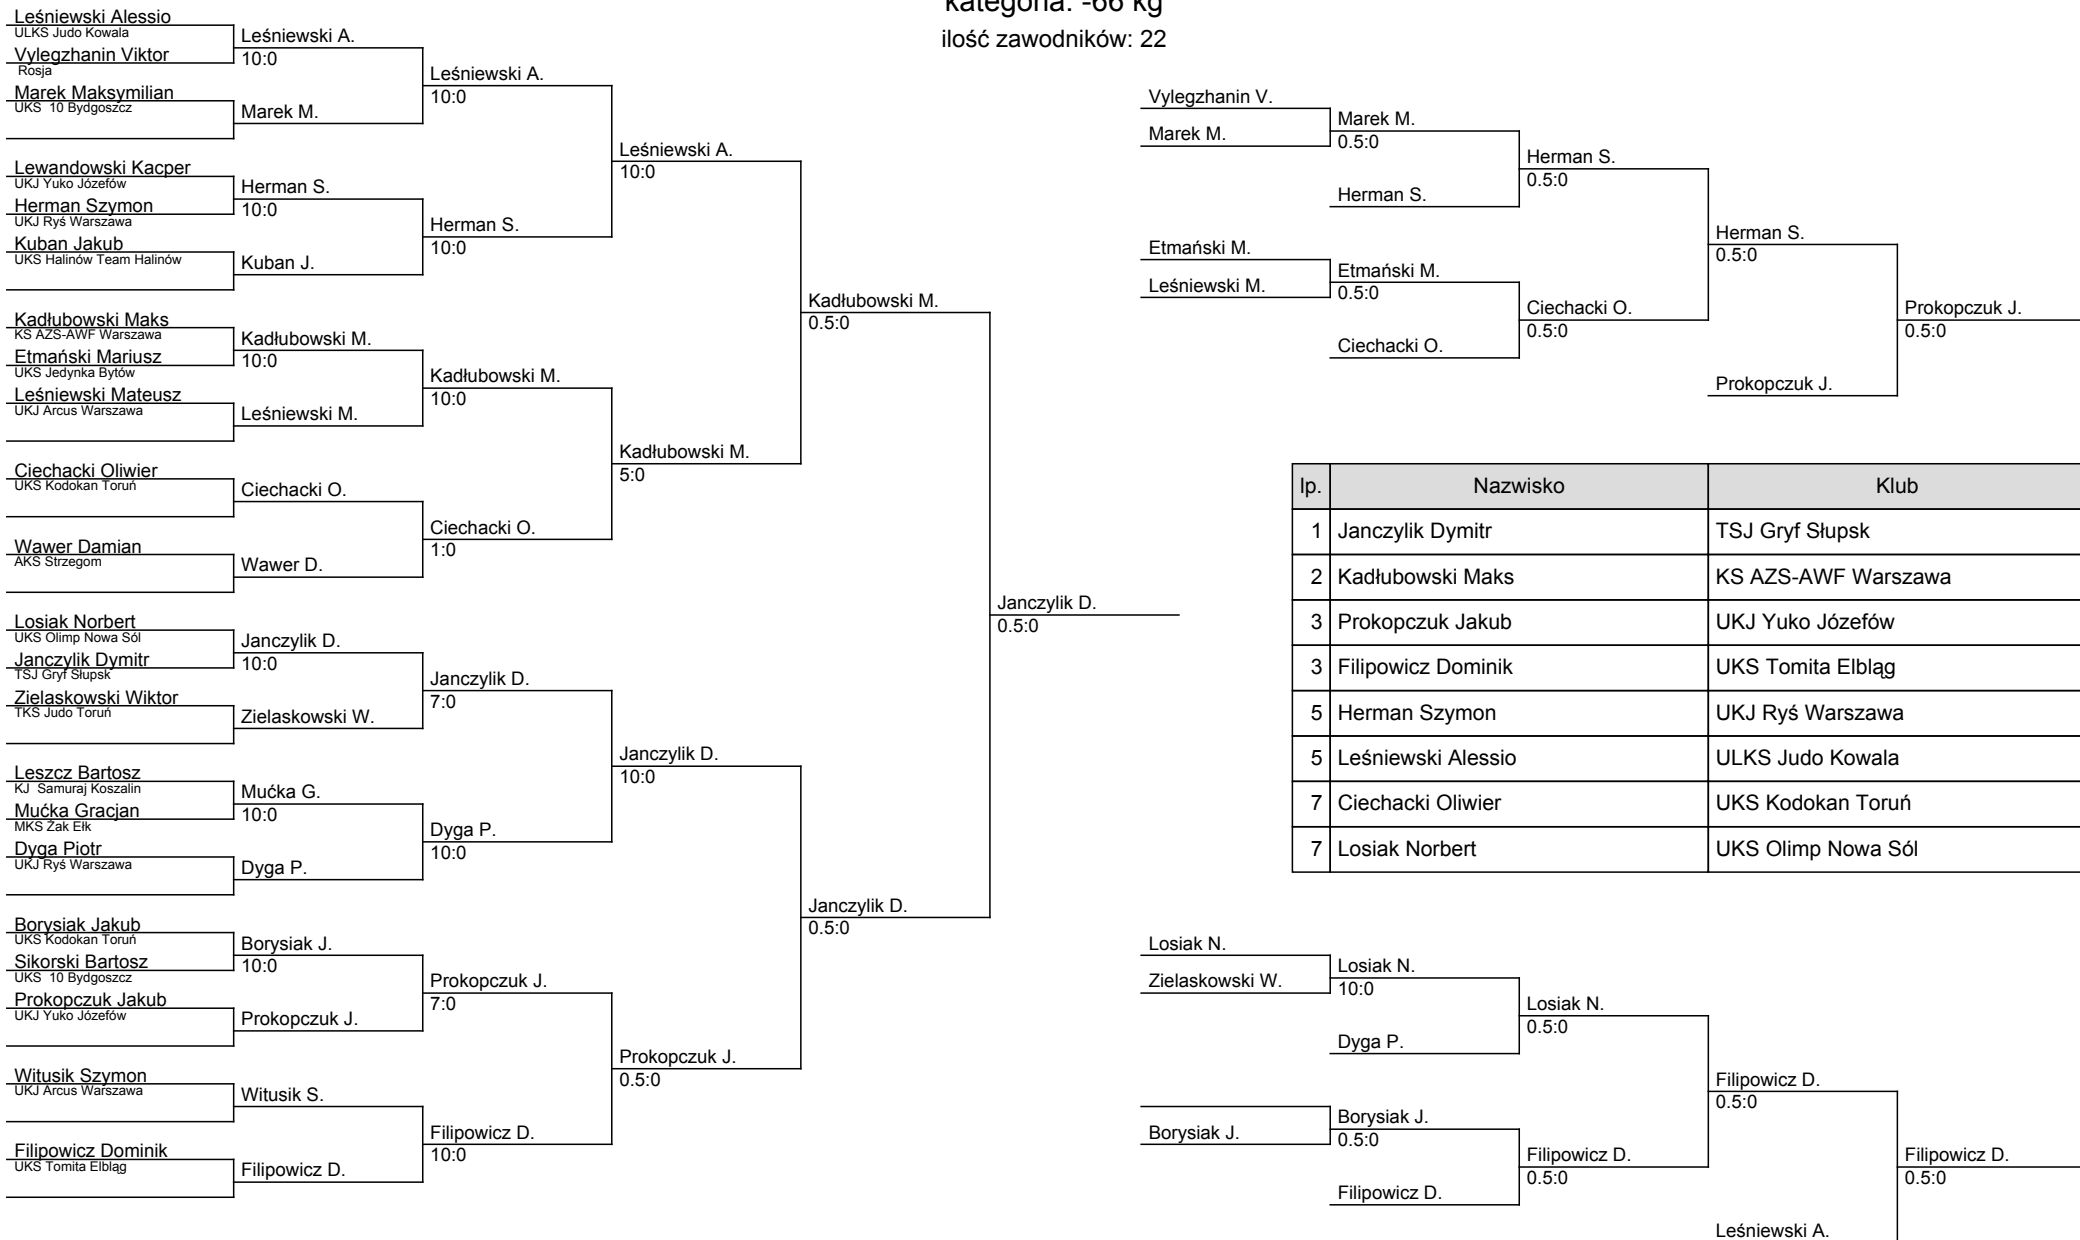 kategoria: -66 kg
ilość zawodników: 22
Leśniewski Alessio
ULKS Judo Kowala
Vylegzhanin Viktor
Rosja
Marek Maksymilian
UKS 10 Bydgoszcz
Lewandowski Kacper
UKJ Yuko Józefów
Herman Szymon
UKJ Ryś Warszawa
Kuban Jakub
UKS Halinów Team Halinów
Kadłubowski Maks
KS AZS-AWF Warszawa
Etmański Mariusz
UKS Jedynka Bytów
Leśniewski Mateusz
UKJ Arcus Warszawa
Ciechacki Oliwier
UKS Kodokan Toruń
Wawer Damian
AKS Strzegom
Losiak Norbert
UKS Olimp Nowa Sól
Janczylik Dymitr
TSJ Gryf Słupsk
Zielaskowski Wiktor
TKS Judo Toruń
Leszcz Bartosz
KJ Samuraj Koszalin
Mućka Gracjan
MKS Żak Ełk
Dyga Piotr
UKJ Ryś Warszawa
Borysiak Jakub
UKS Kodokan Toruń
Sikorski Bartosz
UKS 10 Bydgoszcz
Prokopczuk Jakub
UKJ Yuko Józefów
Witusik Szymon
UKJ Arcus Warszawa
Filipowicz Dominik
UKS Tomita Elbląg
Leśniewski A.
10:0
Marek M.
Herman S.
10:0
Kuban J.
Kadłubowski M.
10:0
Leśniewski M.
Ciechacki O.
Wawer D.
Janczylik D.
10:0
Zielaskowski W.
Mućka G.
10:0
Dyga P.
Borysiak J.
10:0
Prokopczuk J.
Witusik S.
Filipowicz D.
Leśniewski A.
10:0
Herman S.
10:0
Kadłubowski M.
10:0
Ciechacki O.
1:0
Janczylik D.
7:0
Dyga P.
10:0
Prokopczuk J.
7:0
Filipowicz D.
10:0
Leśniewski A.
10:0
Kadłubowski M.
5:0
Janczylik D.
10:0
Prokopczuk J.
0.5:0
Kadłubowski M.
0.5:0
Janczylik D.
0.5:0
Janczylik D.
0.5:0
Vylegzhanin V.
Marek M.
Etmański M.
Leśniewski M.
Marek M.
0.5:0
Herman S.
Etmański M.
0.5:0
Ciechacki O.
Herman S.
0.5:0
Ciechacki O.
0.5:0
Herman S.
0.5:0
Prokopczuk J.
Prokopczuk J.
0.5:0
lp. Nazwisko Klub
1 Janczylik Dymitr TSJ Gryf Słupsk
2 Kadłubowski Maks KS AZS-AWF Warszawa
3 Prokopczuk Jakub UKJ Yuko Józefów
3 Filipowicz Dominik UKS Tomita Elbląg
5 Herman Szymon UKJ Ryś Warszawa
5 Leśniewski Alessio ULKS Judo Kowala
7 Ciechacki Oliwier UKS Kodokan Toruń
7 Losiak Norbert UKS Olimp Nowa Sól
Losiak N.
Zielaskowski W.
Borysiak J.
Losiak N.
10:0
Dyga P.
Borysiak J.
0.5:0
Filipowicz D.
Losiak N.
0.5:0
Filipowicz D.
0.5:0
Filipowicz D.
0.5:0
Leśniewski A.
Filipowicz D.
0.5:0